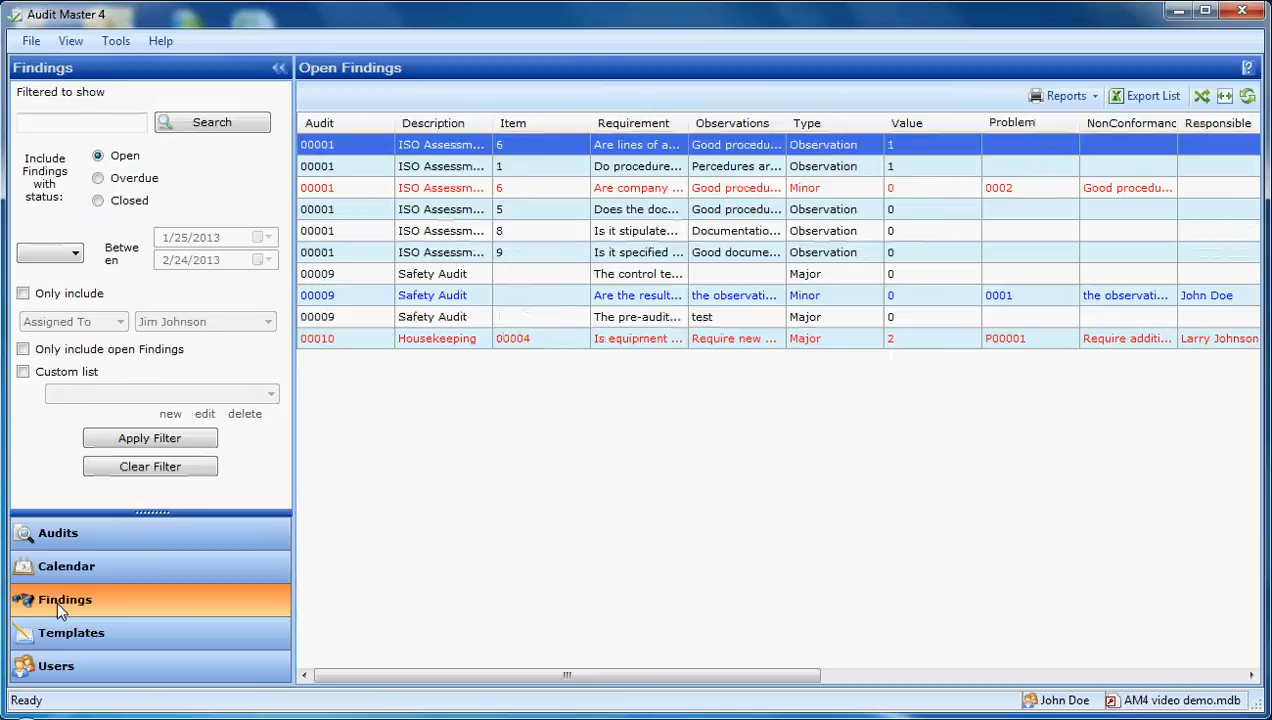 Audit Master 4
File View Tools Help
Findings
Open Findings
Filtered to show
Search
Reports Export List
Include Findings with status:
Open
Overdue
Closed
Betwe en
1/25/2013
2/24/2013
Only include
Assigned To Jim Johnson
Only include open Findings
Custom list
new edit delete
Apply Filter
Clear Filter
Audits
Calendar
Findings
Templates
Users
Audit Description Item Requirement Observations Type Value Problem NonConformanc Responsible
00001 ISO Assessm... 6 Are lines of a... Good procedu... Observation 1
00001 ISO Assessm... 1 Do procedure... Percedures ar... Observation 1
00001 ISO Assessm... 6 Are company ... Good procedu... Minor 0 0002 Good procedu...
00001 ISO Assessm... 5 Does the doc... Good procedu... Observation 0
00001 ISO Assessm... 8 Is it stipulate... Documentatio... Observation 0
00001 ISO Assessm... 9 Is it specified ... Good docume... Observation 0
00009 Safety Audit The control te... Major 0
00009 Safety Audit Are the result... the observati... Minor 0 0001 the observati... John Doe
00009 Safety Audit The pre-audit... test Major 0
00010 Housekeeping 00004 Is equipment ... Require new ... Major 2 P00001 Require additi... Larry Johnson
Ready
John Doe AM4 video demo.mdb